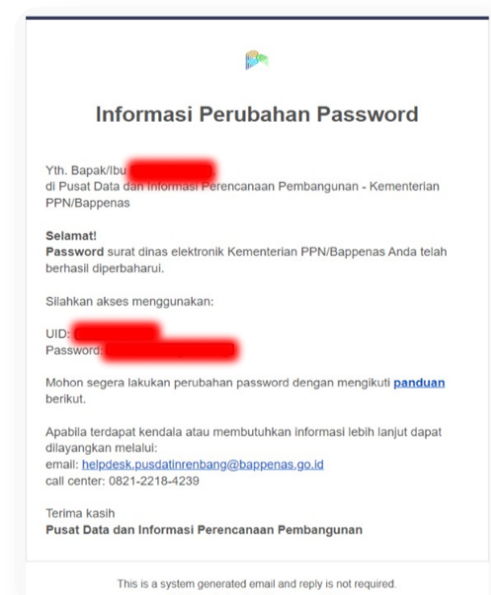 Informasi Perubahan Password
Yth. Bapak/Ibu
di Pusat Data dan Informasi Perencanaan Pembangunan - Kementerian
PPN/Bappenas
Selamat!
Password surat dinas elektronik Kementerian PPN/Bappenas Anda telah
berhasil diperbaharui.
Silahkan akses menggunakan:
UID:
Password:
Mohon segera lakukan perubahan password dengan mengikuti panduan
berikut.
Apabila terdapat kendala atau membutuhkan informasi lebih lanjut dapat
dilayangkan melalui:
email: helpdesk.pusdatinrenbang@bappenas.go.id
call center: 0821-2218-4239
Terima kasih
Pusat Data dan Informasi Perencanaan Pembangunan
This is a system generated email and reply is not required.